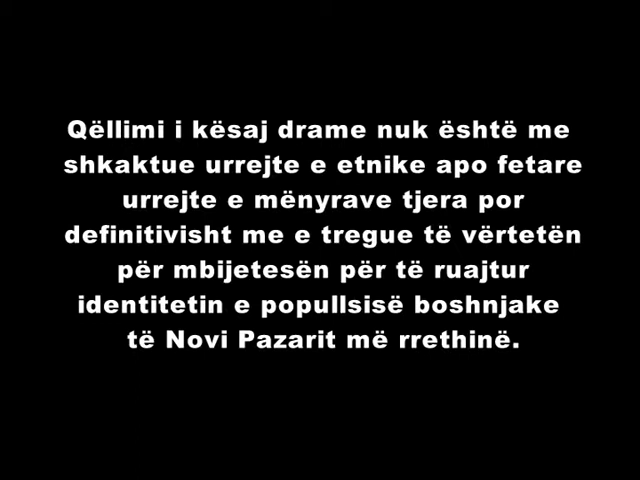 Qëllimi i kësaj drame nuk është me
shkaktue urrejte e etnike apo fetare
urrejte e mënyrave tjera por
definitivisht me e tregue të vërtetën
për mbijetesën për të ruajtur
identitetin e popullsisë boshnjake
të Novi Pazarit më rrethinë.